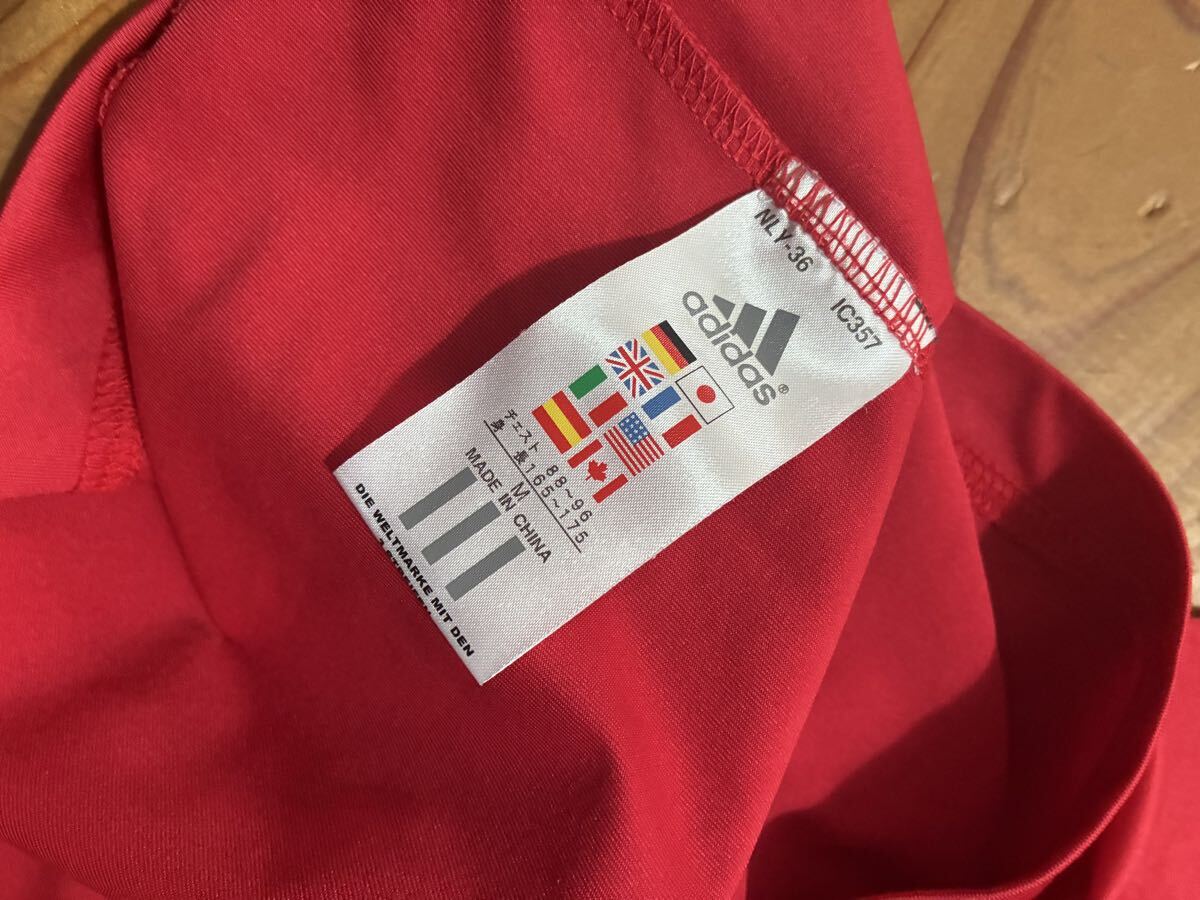 NLY-36 IC357
adidas®
チェスト 88~96
身 長 165~175
M
MADE IN CHINA
DIE WELTMARKE MIT DEN